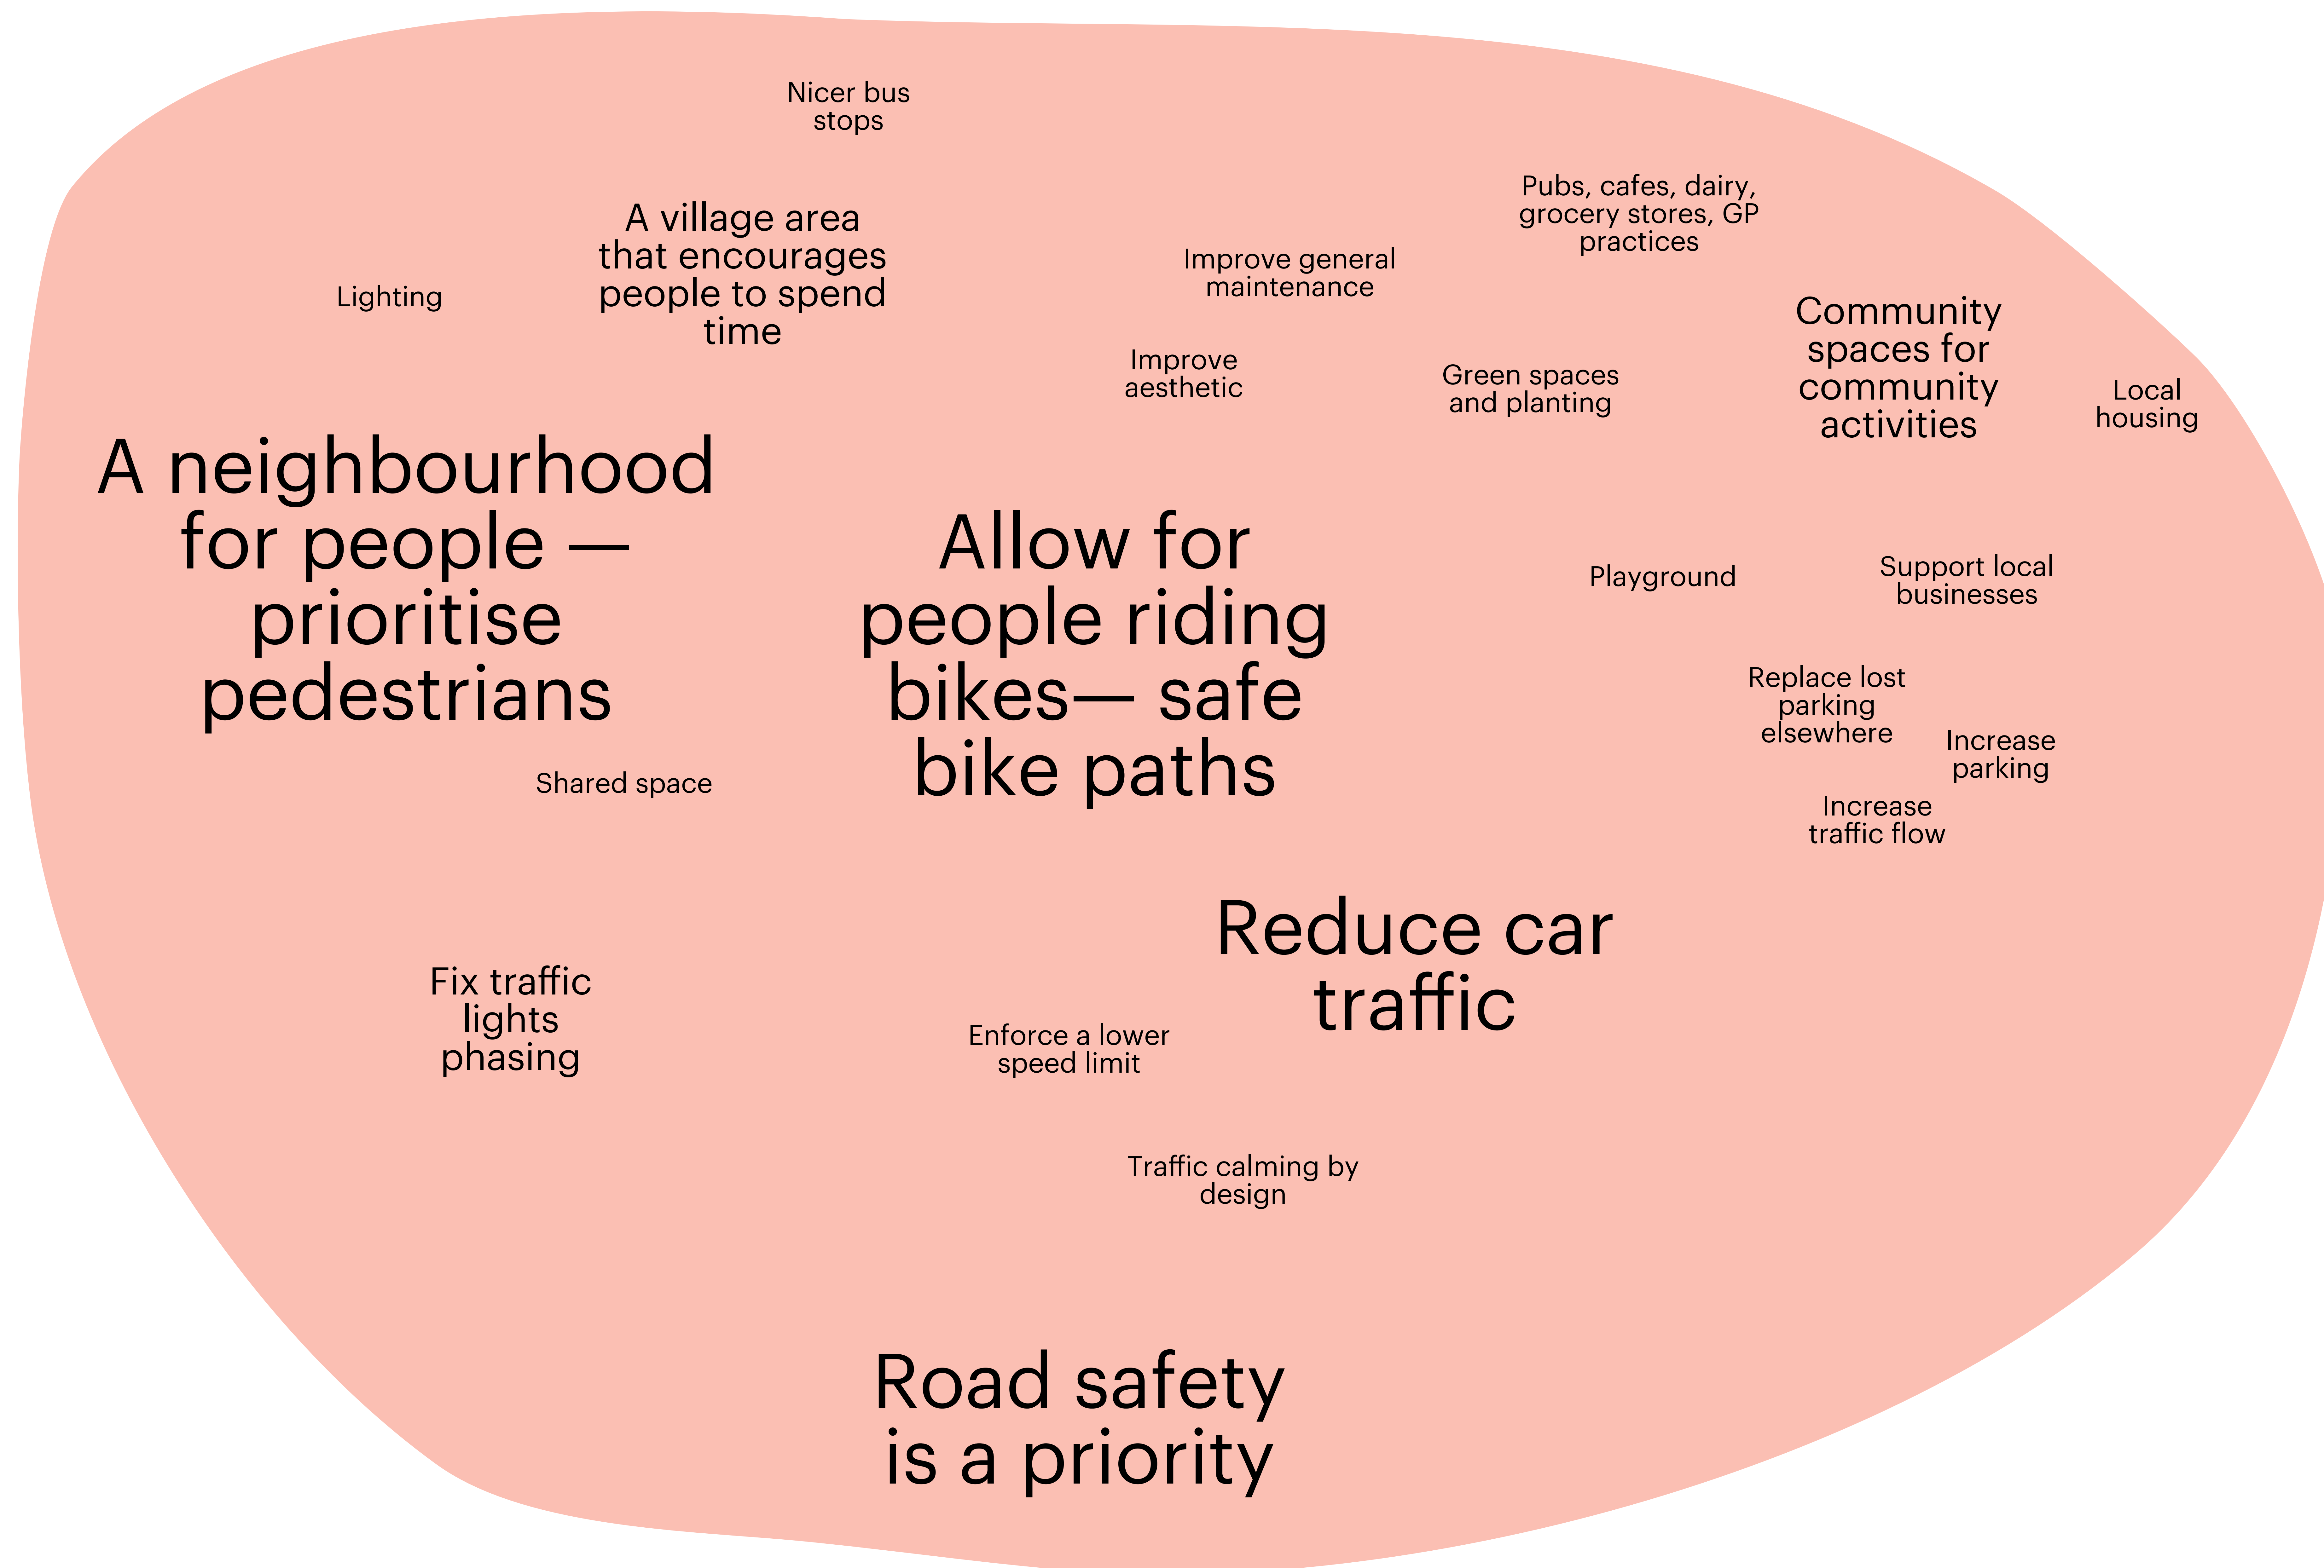 Nicer bus
stops
Pubs, cafes, dairy,
grocery stores, GP
practices
A village area
that encourages
people to spend
time
Improve general
maintenance
Lighting
Community
spaces for
community
activities
Improve
aesthetic
Green spaces
and planting
Local
housing
A neighbourhood
for people —
prioritise
pedestrians
Allow for
people riding
bikes— safe
bike paths
Playground
Support local
businesses
Replace lost
parking
elsewhere
Increase
parking
Shared space
Increase
traffic flow
Reduce car
traffic
Fix traffic
lights
phasing
Enforce a lower
speed limit
Traffic calming by
design
Road safety
is a priority